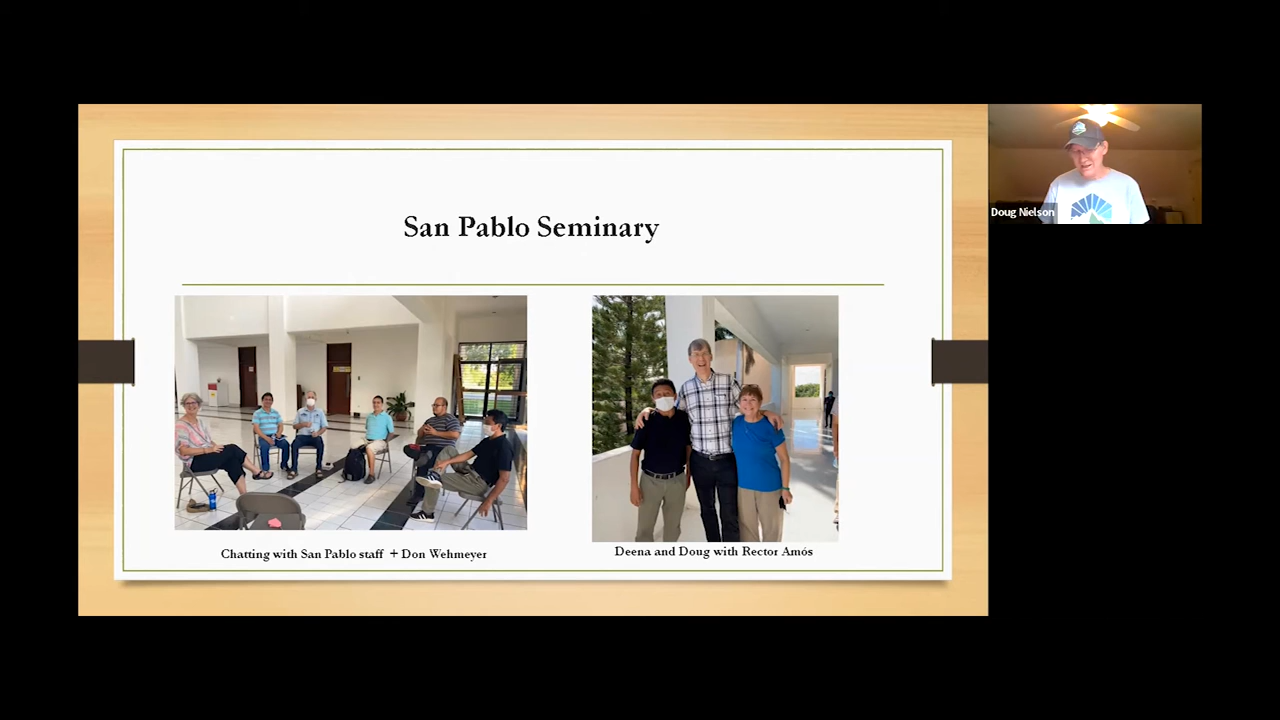 San Pablo Seminary
Chatting with San Pablo staff + Don Wehmeyer
Deena and Doug with Rector Amós
Doug Nielson